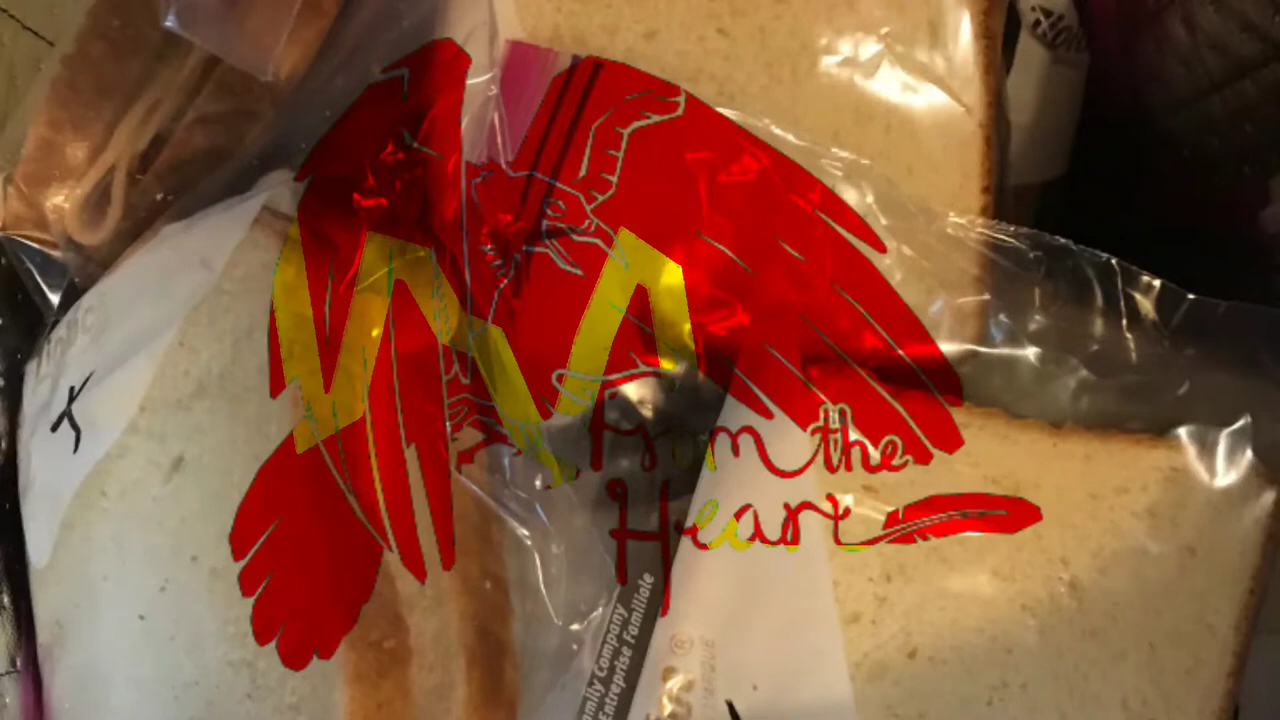 From the
Heart
amily Company
Entreprise Familiale
®